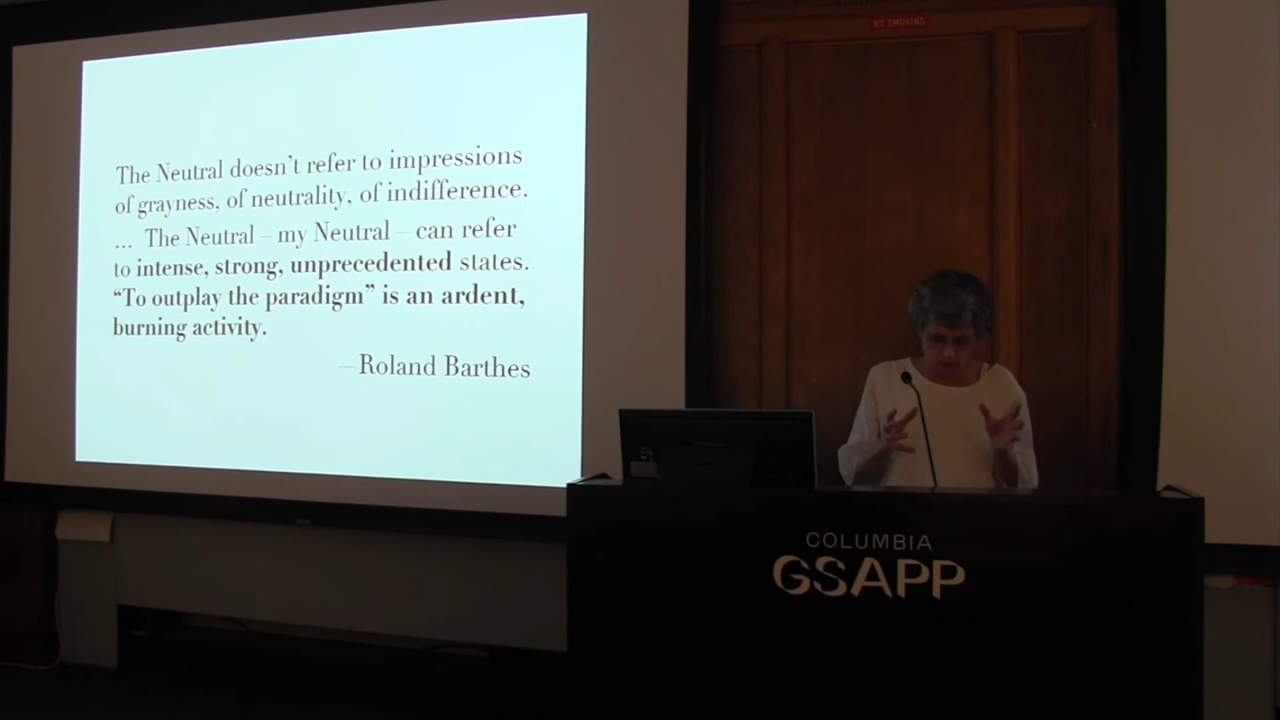 NO SMOKING
The Neutral doesn’t refer to impressions
of grayness, of neutrality, of indifference.
... The Neutral – my Neutral – can refer
to intense, strong, unprecedented states.
“To outplay the paradigm” is an ardent,
burning activity.
–Roland Barthes
COLUMBIA
GSAPP